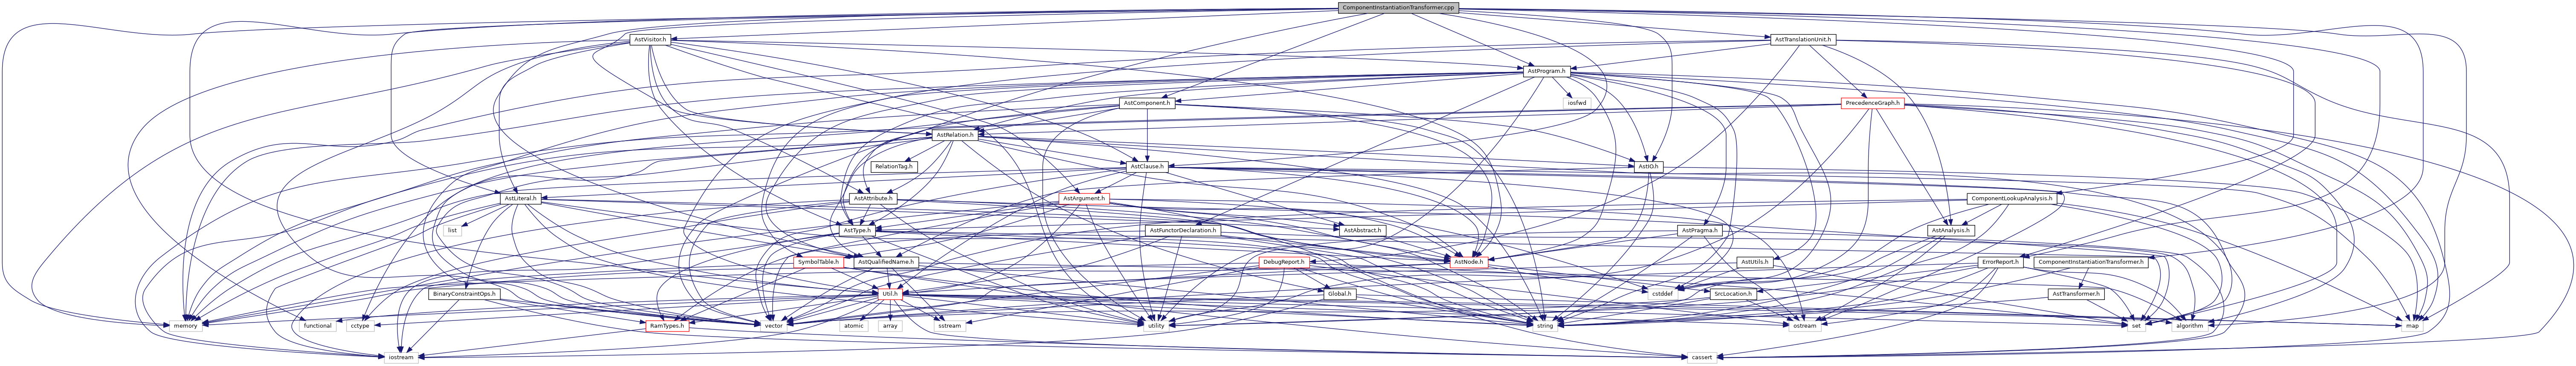 ComponentInstantiationTransformer.cpp
AstVisitor.h
AstTranslationUnit.h
AstProgram.h
AstComponent.h
iosfwd
PrecedenceGraph.h
AstRelation.h
RelationTag.h
AstClause.h
AstIO.h
AstLiteral.h
AstAttribute.h
AstArgument.h
ComponentLookupAnalysis.h
list
AstType.h
AstFunctorDeclaration.h
AstAbstract.h
AstPragma.h
AstAnalysis.h
SymbolTable.h
AstQualifiedName.h
DebugReport.h
AstNode.h
AstUtils.h
ErrorReport.h
ComponentInstantiationTransformer.h
BinaryConstraintOps.h
Util.h
Global.h
cstddef
SrcLocation.h
AstTransformer.h
memory
functional
cctype
RamTypes.h
vector
atomic
array
sstream
utility
string
ostream
set
algorithm
map
iostream
cassert